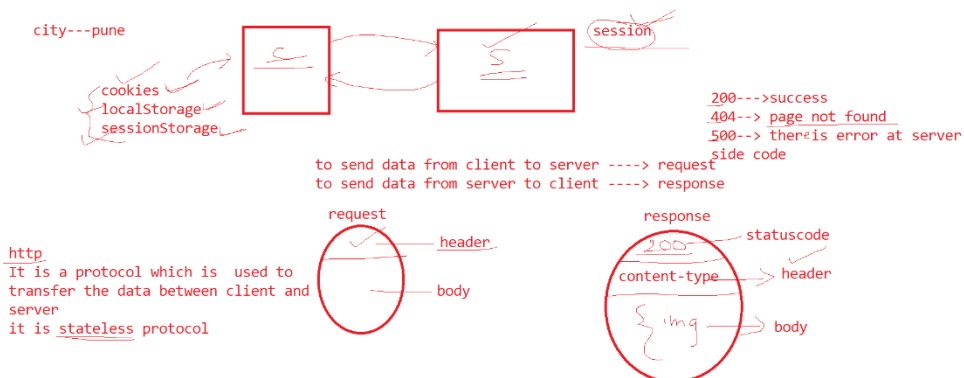 city---pune
session
C
S
cookies
localStorage
sessionStorage
200--->success
404--> page not found
500--> there is error at server
side code
to send data from client to server ----> request
to send data from server to client ----> response
request
header
body
http
It is a protocol which is  used to
transfer the data between client and
server
it is stateless protocol
response
200
statuscode
content-type
header
{ img
body